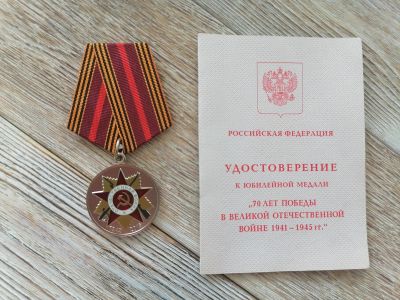 РОССИЙСКАЯ ФЕДЕРАЦИЯ
УДОСТОВЕРЕНИЕ
К ЮБИЛЕЙНОЙ МЕДАЛИ
„70 ЛЕТ ПОБЕДЫ
В ВЕЛИКОЙ ОТЕЧЕСТВЕННОЙ
ВОЙНЕ 1941 – 1945 гг.“